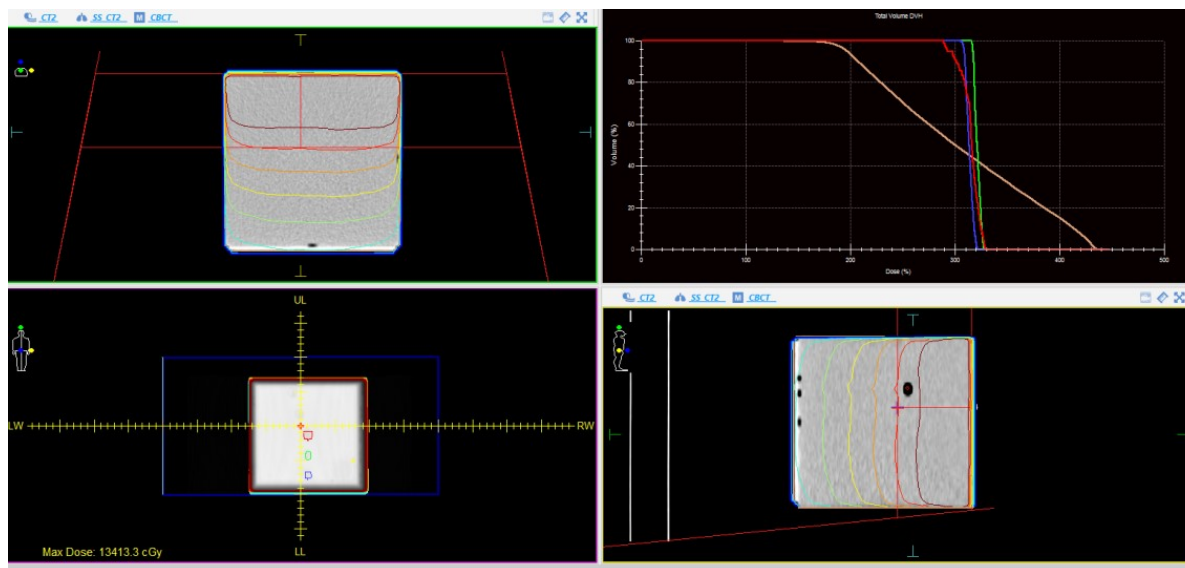 CT2 SS_CT2 M CBCT
Total Volume DVH
Volume (%)
100
80
60
40
20
0
0 100 200 300 400 500
Dose (%)
UL
LW
RW
LL
Max Dose: 13413.3 cGy
CT2 SS_CT2 M CBCT